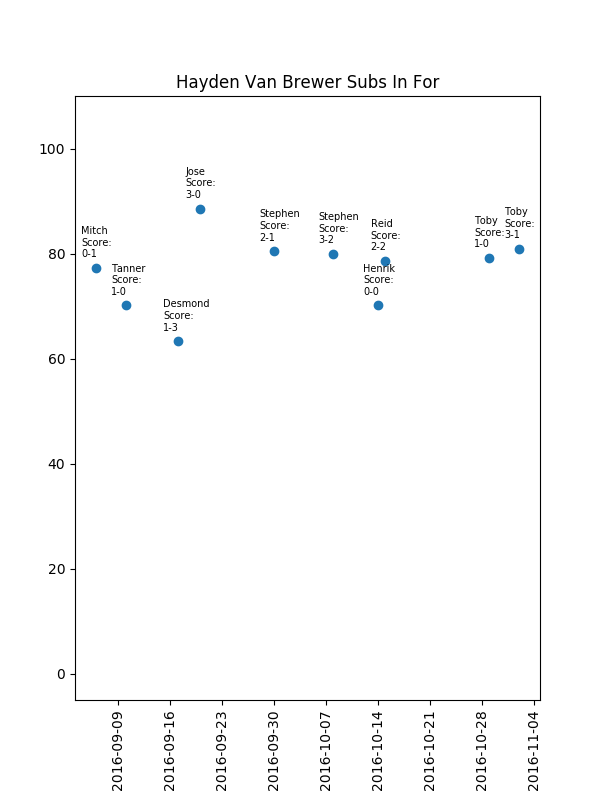 Hayden Van Brewer Subs In For
100
80
60
40
20
0
Mitch
Score:
0-1
Tanner
Score:
1-0
Desmond
Score:
1-3
Jose
Score:
3-0
Stephen
Score:
2-1
Stephen
Score:
3-2
Reid
Score:
2-2
Henrik
Score:
0-0
Toby
Score:
1-0
Toby
Score:
3-1
2016-09-09
2016-09-16
2016-09-23
2016-09-30
2016-10-07
2016-10-14
2016-10-21
2016-10-28
2016-11-04